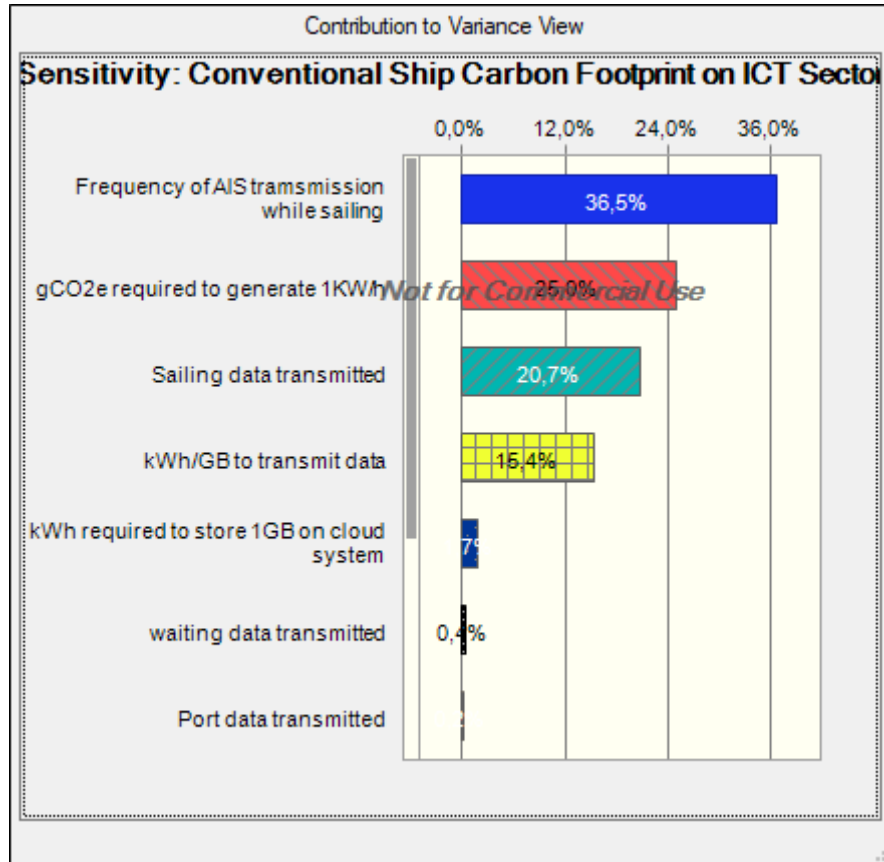 Contribution to Variance View
Sensitivity: Conventional Ship Carbon Footprint on ICT Sector
0,0% 12,0% 24,0% 36,0%
Frequency of AIS tramsmission
while sailing
36,5%
gCO2e required to generate 1KW/h
25,0%
Not for Commercial Use
Sailing data transmitted
20,7%
kWh/GB to transmit data
15,4%
kWh required to store 1GB on cloud
system
waiting data transmitted
0,4%
Port data transmitted